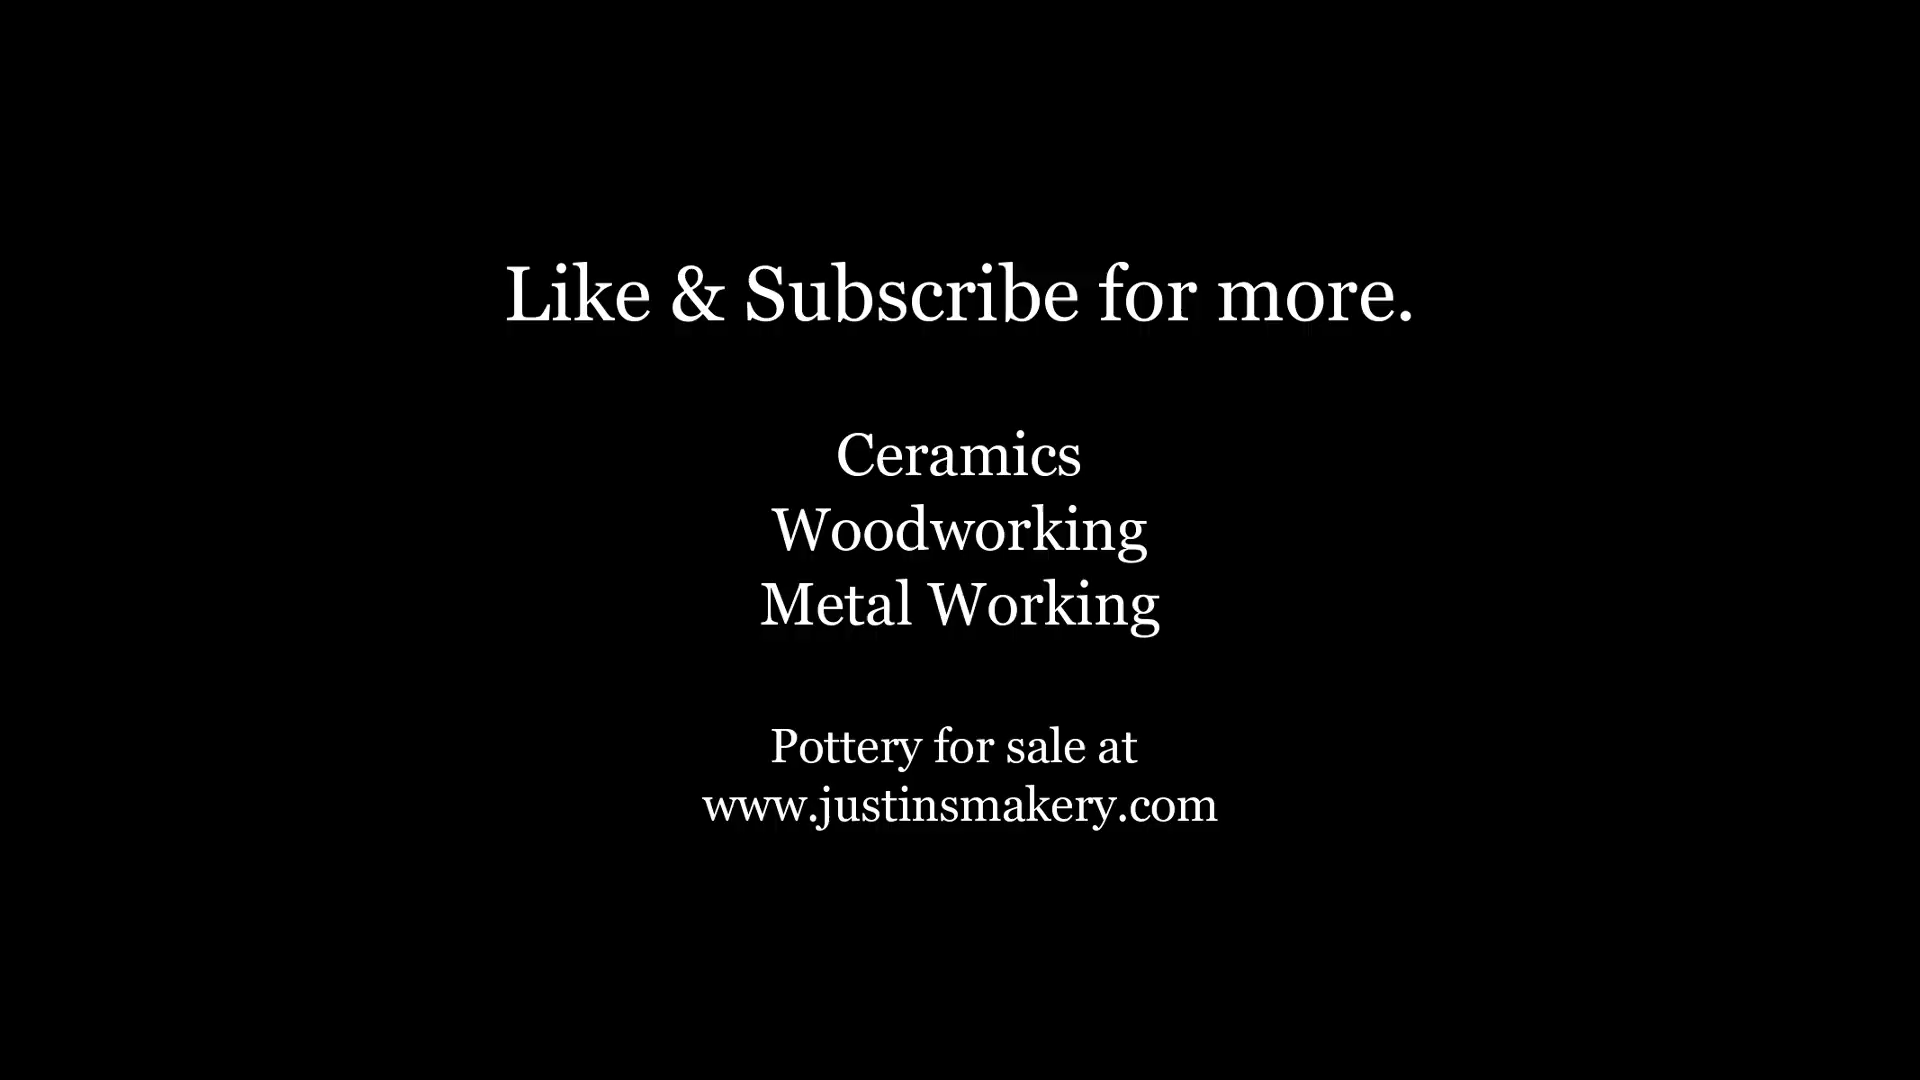 Like & Subscribe for more.
Ceramics
Woodworking
Metal Working
Pottery for sale at
www.justinsmakery.com